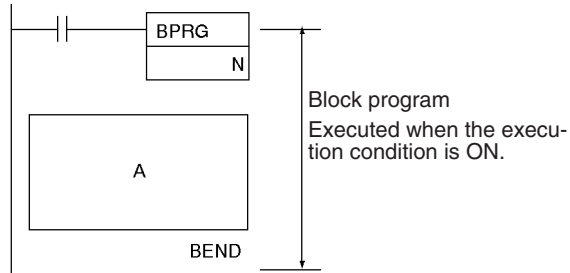 BPRG
N
Block program
Executed when the execu-
tion condition is ON.
A
BEND